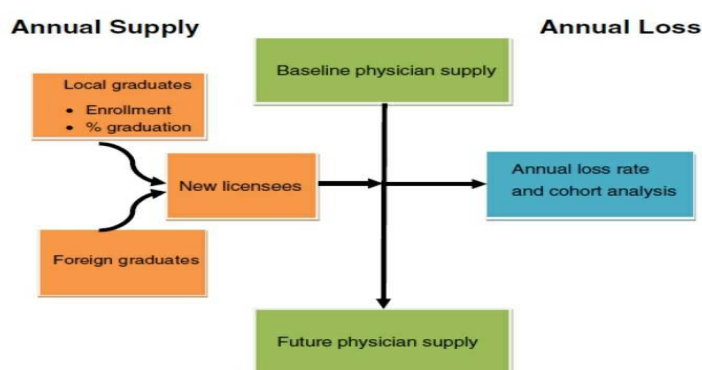 Annual Supply
Annual Loss
Local graduates
• Enrollment
• % graduation
Baseline physician supply
New licensees
Annual loss rate
and cohort analysis
Foreign graduates
Future physician supply